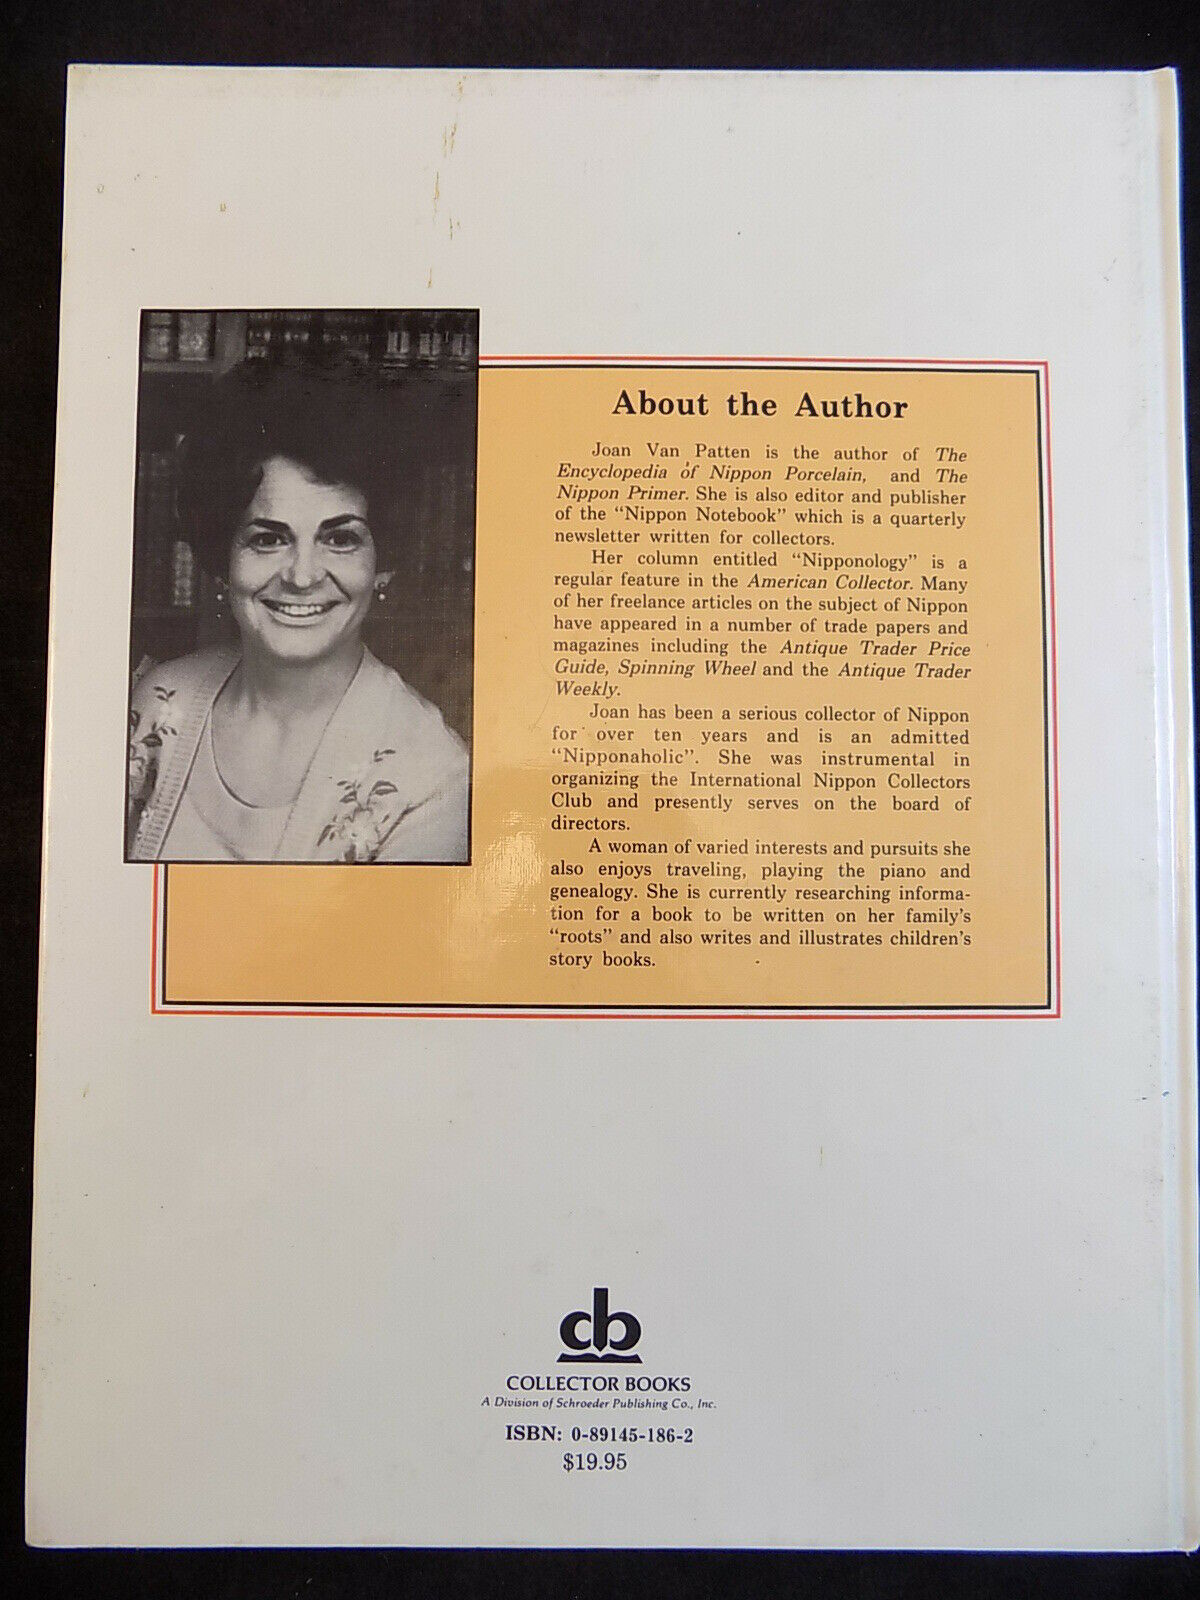 About the Author
Joan Van Patten is the author of The
Encyclopedia of Nippon Porcelain, and The
Nippon Primer. She is also editor and publisher
of the “Nippon Notebook” which is a quarterly
newsletter written for collectors.
Her column entitled “Nipponology” is a
regular feature in the American Collector. Many
of her freelance articles on the subject of Nippon
have appeared in a number of trade papers and
magazines including the Antique Trader Price
Guide, Spinning Wheel and the Antique Trader
Weekly.
Joan has been a serious collector of Nippon
for over ten years and is an admitted
“Nipponaholic”. She was instrumental in
organizing the International Nippon Collectors
Club and presently serves on the board of
directors.
A woman of varied interests and pursuits she
also enjoys traveling, playing the piano and
genealogy. She is currently researching informa-
tion for a book to be written on her family’s
“roots” and also writes and illustrates children’s
story books.
cb
COLLECTOR BOOKS
A Division of Schroeder Publishing Co., Inc.
ISBN: 0-89145-186-2
$19.95